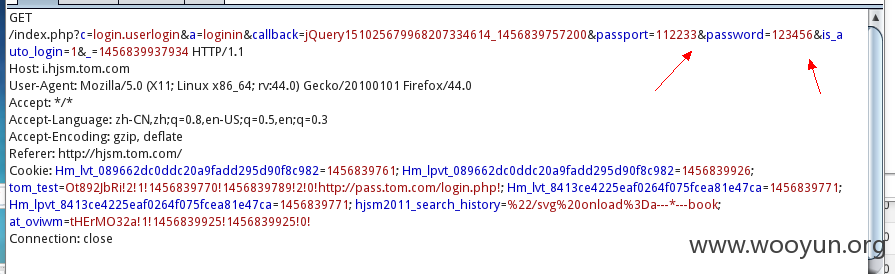 GET
/index.php?c=login.userlogin&a=loginin&callback=jQuery151025679968207334614_1456839757200&passport=112233&password=123456&is_a
uto_login=1&_=1456839937934 HTTP/1.1
Host: i.hjsm.tom.com
User-Agent: Mozilla/5.0 (X11; Linux x86_64; rv:44.0) Gecko/20100101 Firefox/44.0
Accept: */*
Accept-Language: zh-CN,zh;q=0.8,en-US;q=0.5,en;q=0.3
Accept-Encoding: gzip, deflate
Referer: http://hjsm.tom.com/
Cookie: Hm_lvt_089662dc0ddc20a9fadd295d90f8c982=1456839761; Hm_lpvt_089662dc0ddc20a9fadd295d90f8c982=1456839926;
tom_test=Ot892JbRi!2!1!1456839770!1456839789!2!0!http://pass.tom.com/login.php!; Hm_lvt_8413ce4225eaf0264f075fcea81e47ca=1456839771;
Hm_lpvt_8413ce4225eaf0264f075fcea81e47ca=1456839771; hjsm2011_search_history=%22/svg%20onload%3Da---*---book;
at_oviwm=tHErMO32a!1!1456839925!1456839925!0!
Connection: close
www.wooyun.org